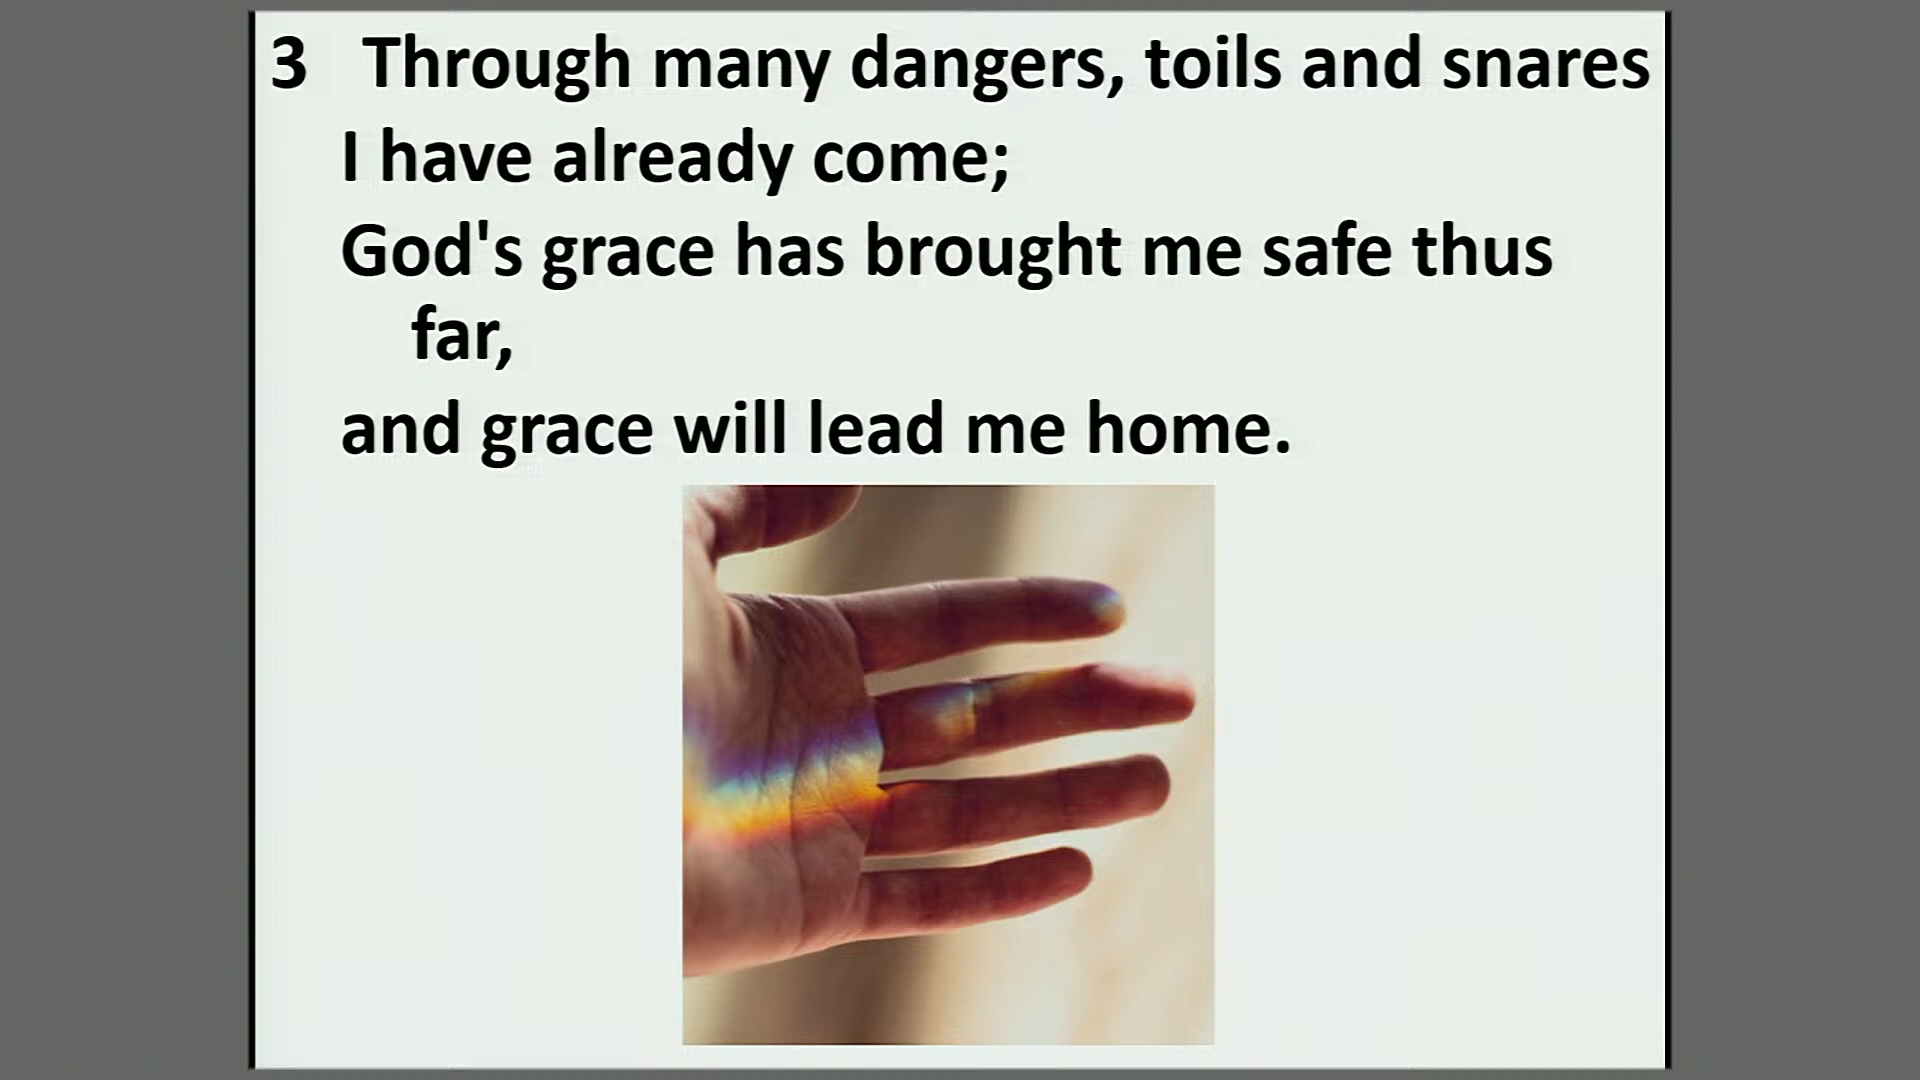 3 Through many dangers, toils and snares
I have already come;
God's grace has brought me safe thus
far,
and grace will lead me home.